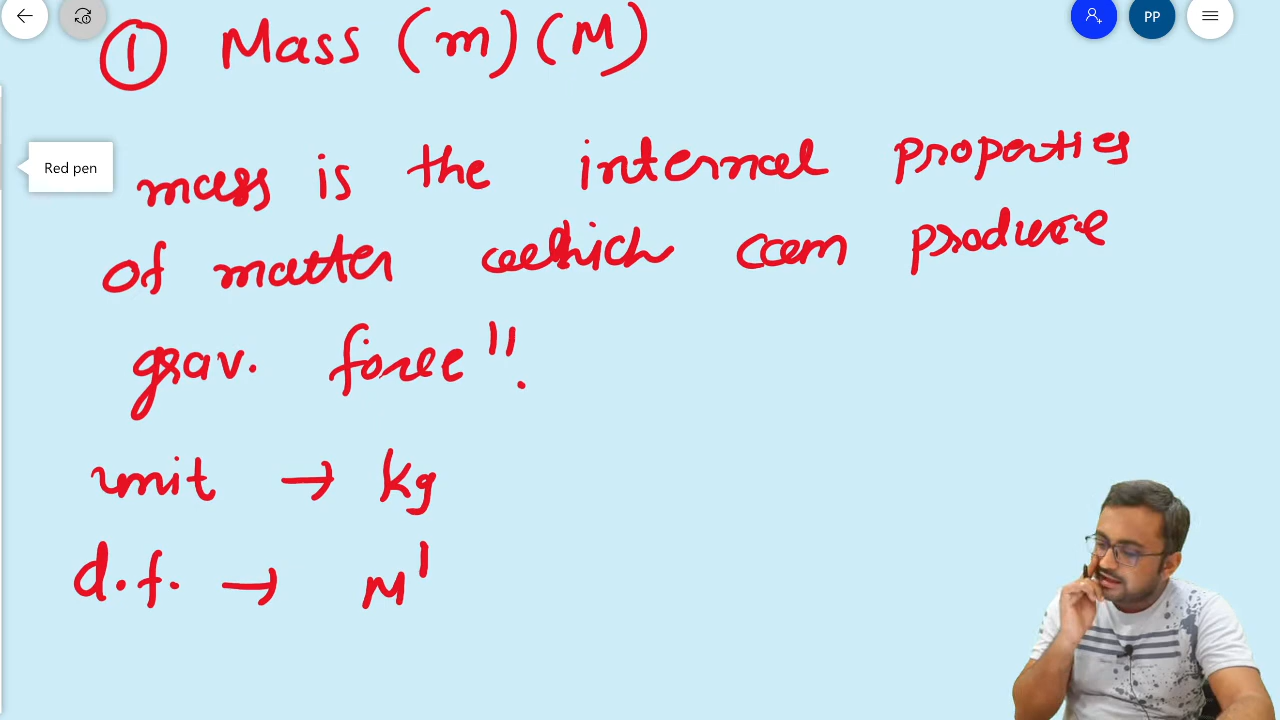 PP
① Mass (m) (M)
Red pen
mass is the internal properties
of matter which can produce
grav. force".
unit → kg
d.f. → M¹